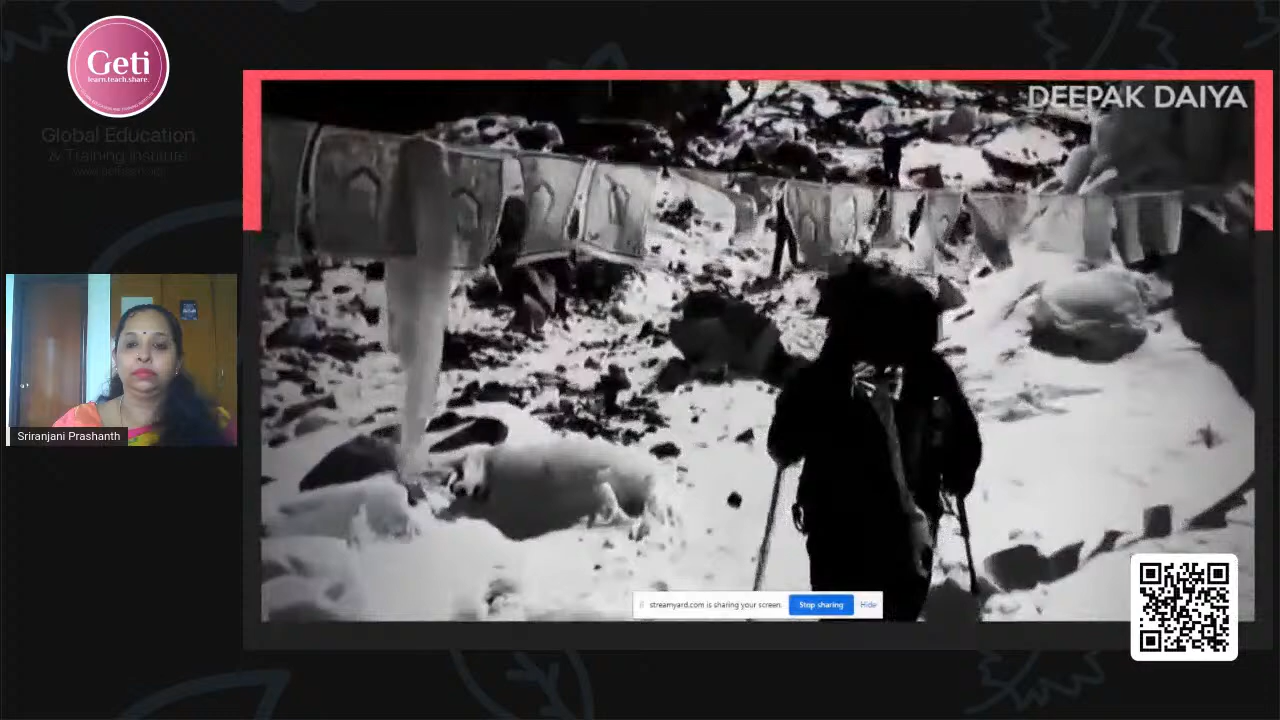 Geti
learn.teach.share.
Global Education
& Training Institute
DEEPAK DAIYA
Sriranjani Prashanth
streamyard.com is sharing your screen.
Stop sharing
Hide